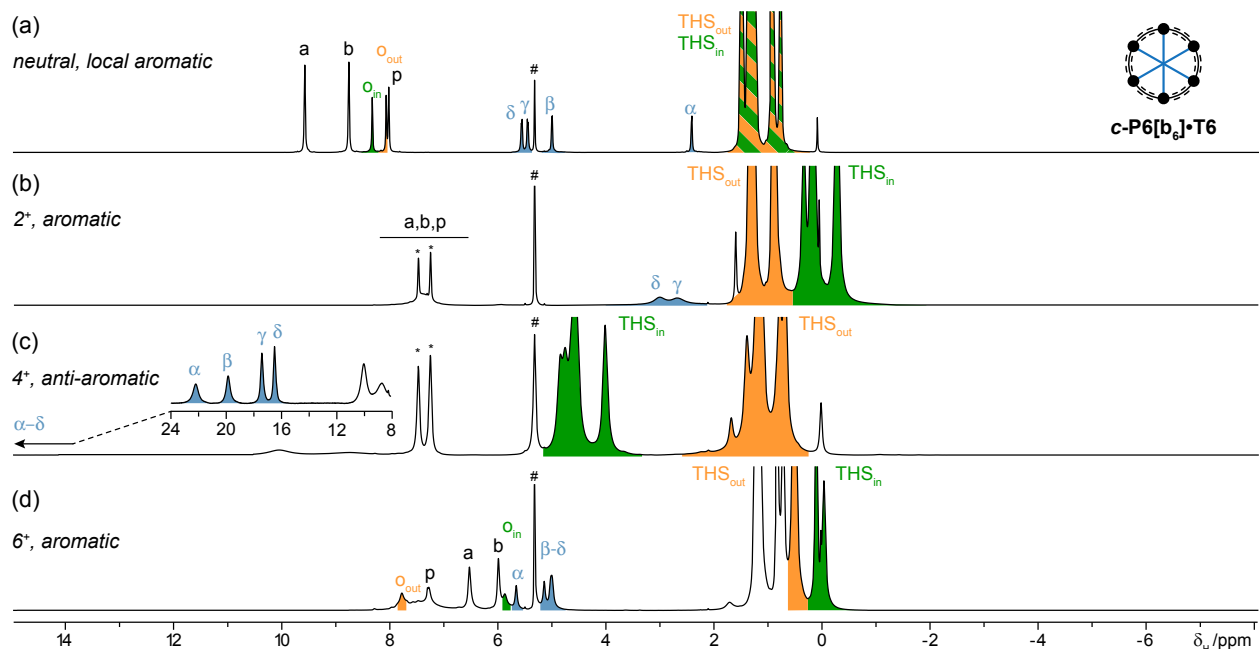 (a)
neutral, local aromatic
a
b
o_in
o_out
p
δ
γ
#
β
α
THS_out
THS_in
c-P6[b₆]•T6
(b)
2⁺, aromatic
a,b,p
*
*
#
δ
γ
THS_out
THS_in
(c)
4⁺, anti-aromatic
α
β
γ
δ
24
20
16
12
8
α–δ
*
*
#
THS_in
THS_out
(d)
6⁺, aromatic
o_out
p
a
b
o_in
α
#
β-δ
THS_out
THS_in
14
12
10
8
6
4
2
0
-2
-4
-6
δ_H /ppm